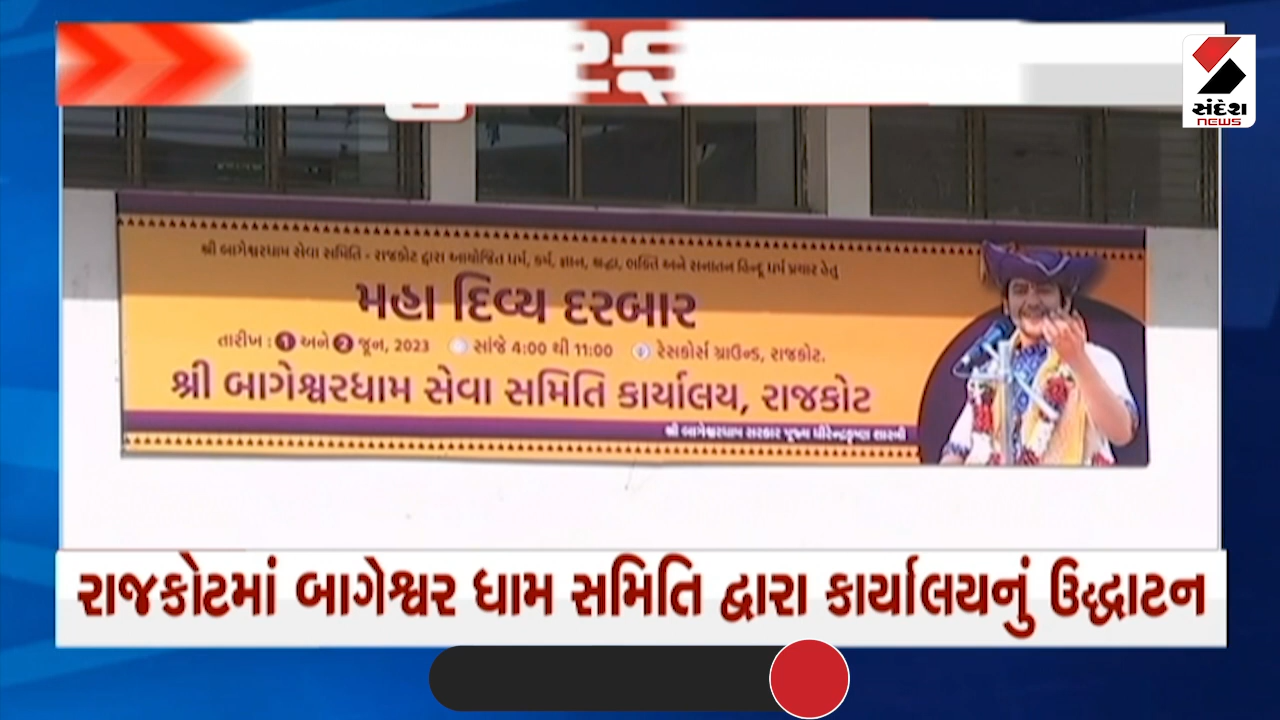 સંદેશ
NEWS
શ્રી બાગેશ્વરધામ સેવા સમિતિ - રાજકોટ દ્વારા આયોજિત ધર્મ, કર્મ, જ્ઞાન, શ્રદ્ધા, ભક્તિ અને સનાતન હિન્દૂ ધર્મ પ્રચાર હેતુ
મહા દિવ્ય દરબાર
તારીખ : 1 અને 2 જૂન, 2023 સાંજે 4:00 થી 11:00 રેસકોર્સ ગ્રાઉન્ડ, રાજકોટ.
શ્રી બાગેશ્વરધામ સેવા સમિતિ કાર્યાલય, રાજકોટ
શ્રી બાગેશ્વરધામ સરકાર પૂજ્ય ધીરેન્દ્રકૃષ્ણ શાસ્ત્રી
રાજકોટમાં બાગેશ્વર ધામ સમિતિ દ્વારા કાર્યાલયનું ઉદ્ધાટન